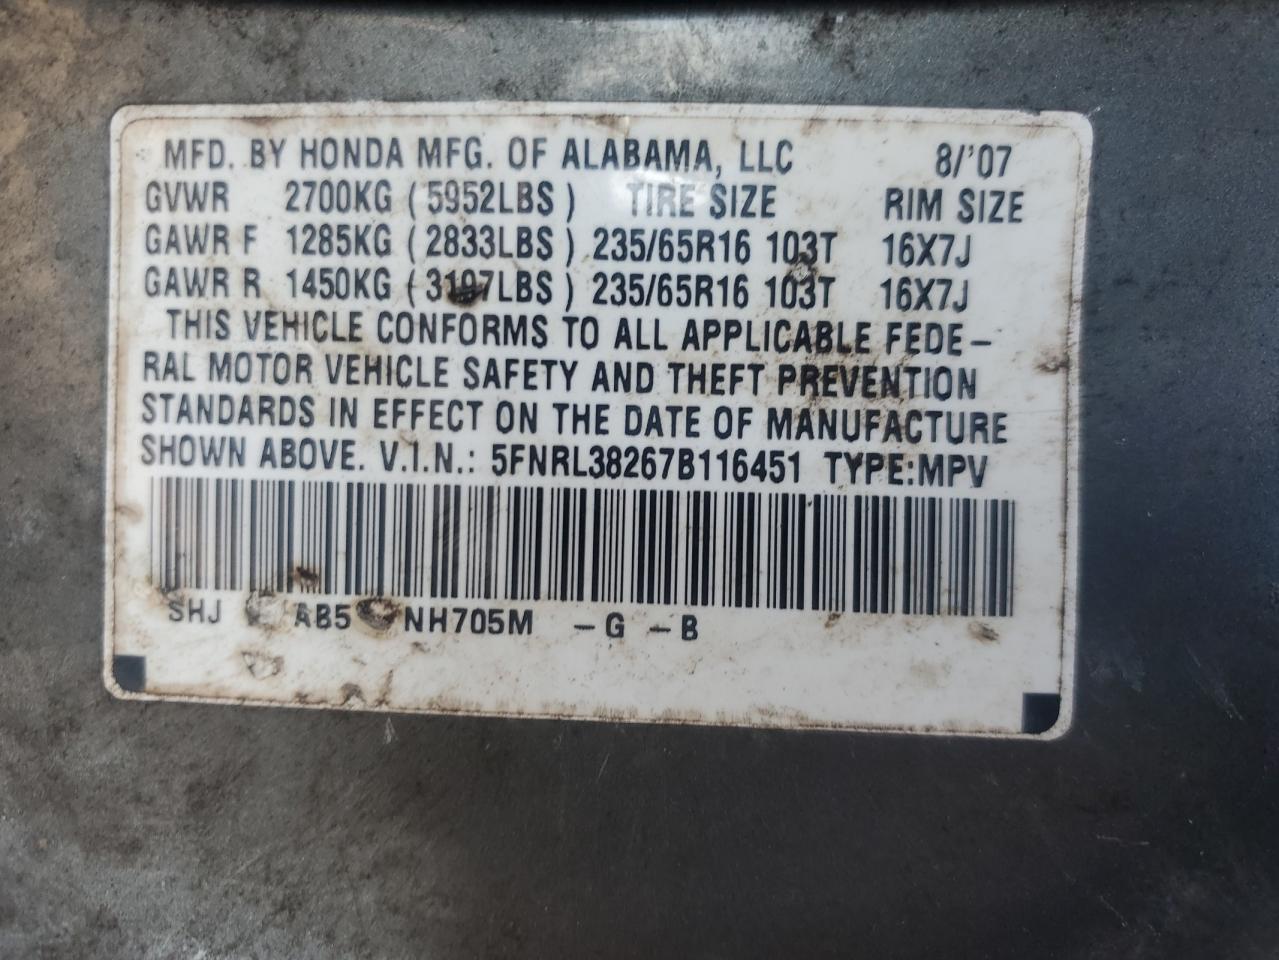 MFD. BY HONDA MFG. OF ALABAMA, LLC 8/'07
GVWR 2700KG (5952LBS) TIRE SIZE RIM SIZE
GAWR F 1285KG (2833LBS) 235/65R16 103T 16X7J
GAWR R 1450KG (3197LBS) 235/65R16 103T 16X7J
THIS VEHICLE CONFORMS TO ALL APPLICABLE FEDE-
RAL MOTOR VEHICLE SAFETY AND THEFT PREVENTION
STANDARDS IN EFFECT ON THE DATE OF MANUFACTURE
SHOWN ABOVE. V.I.N.: 5FNRL38267B116451 TYPE:MPV
SHJ AB5 NH705M -G -B